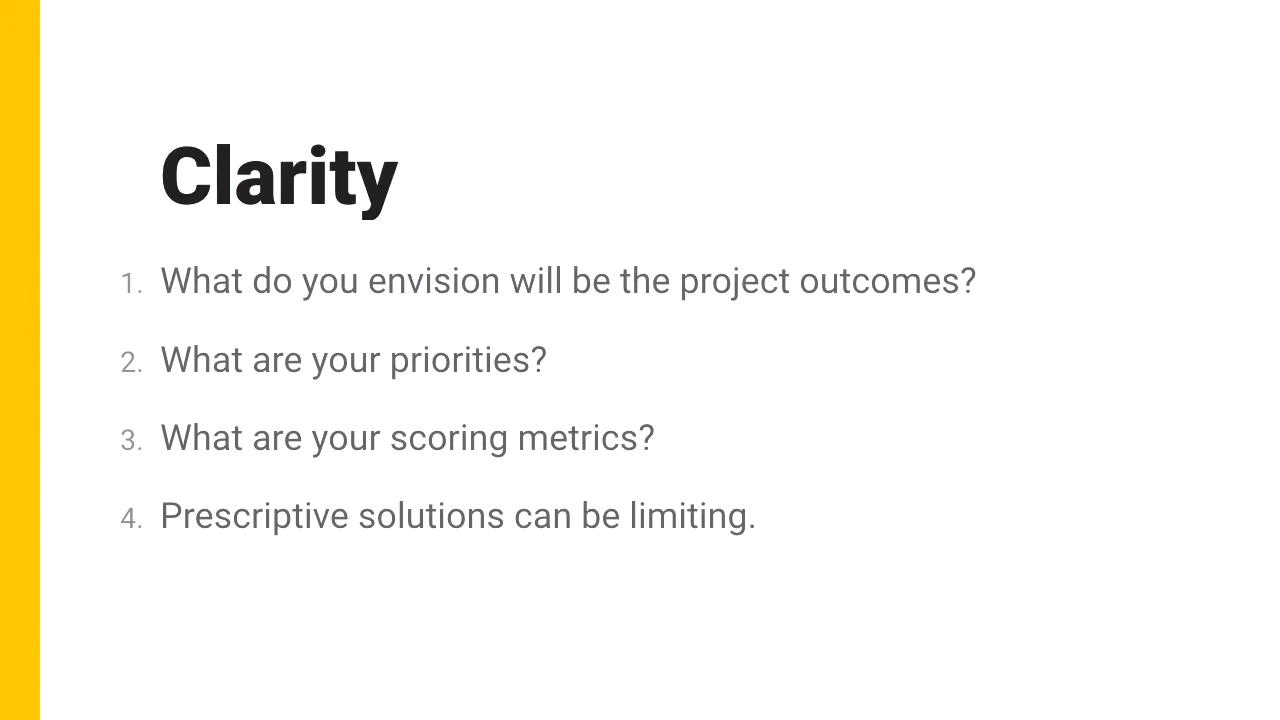 Clarity
1. What do you envision will be the project outcomes?
2. What are your priorities?
3. What are your scoring metrics?
4. Prescriptive solutions can be limiting.